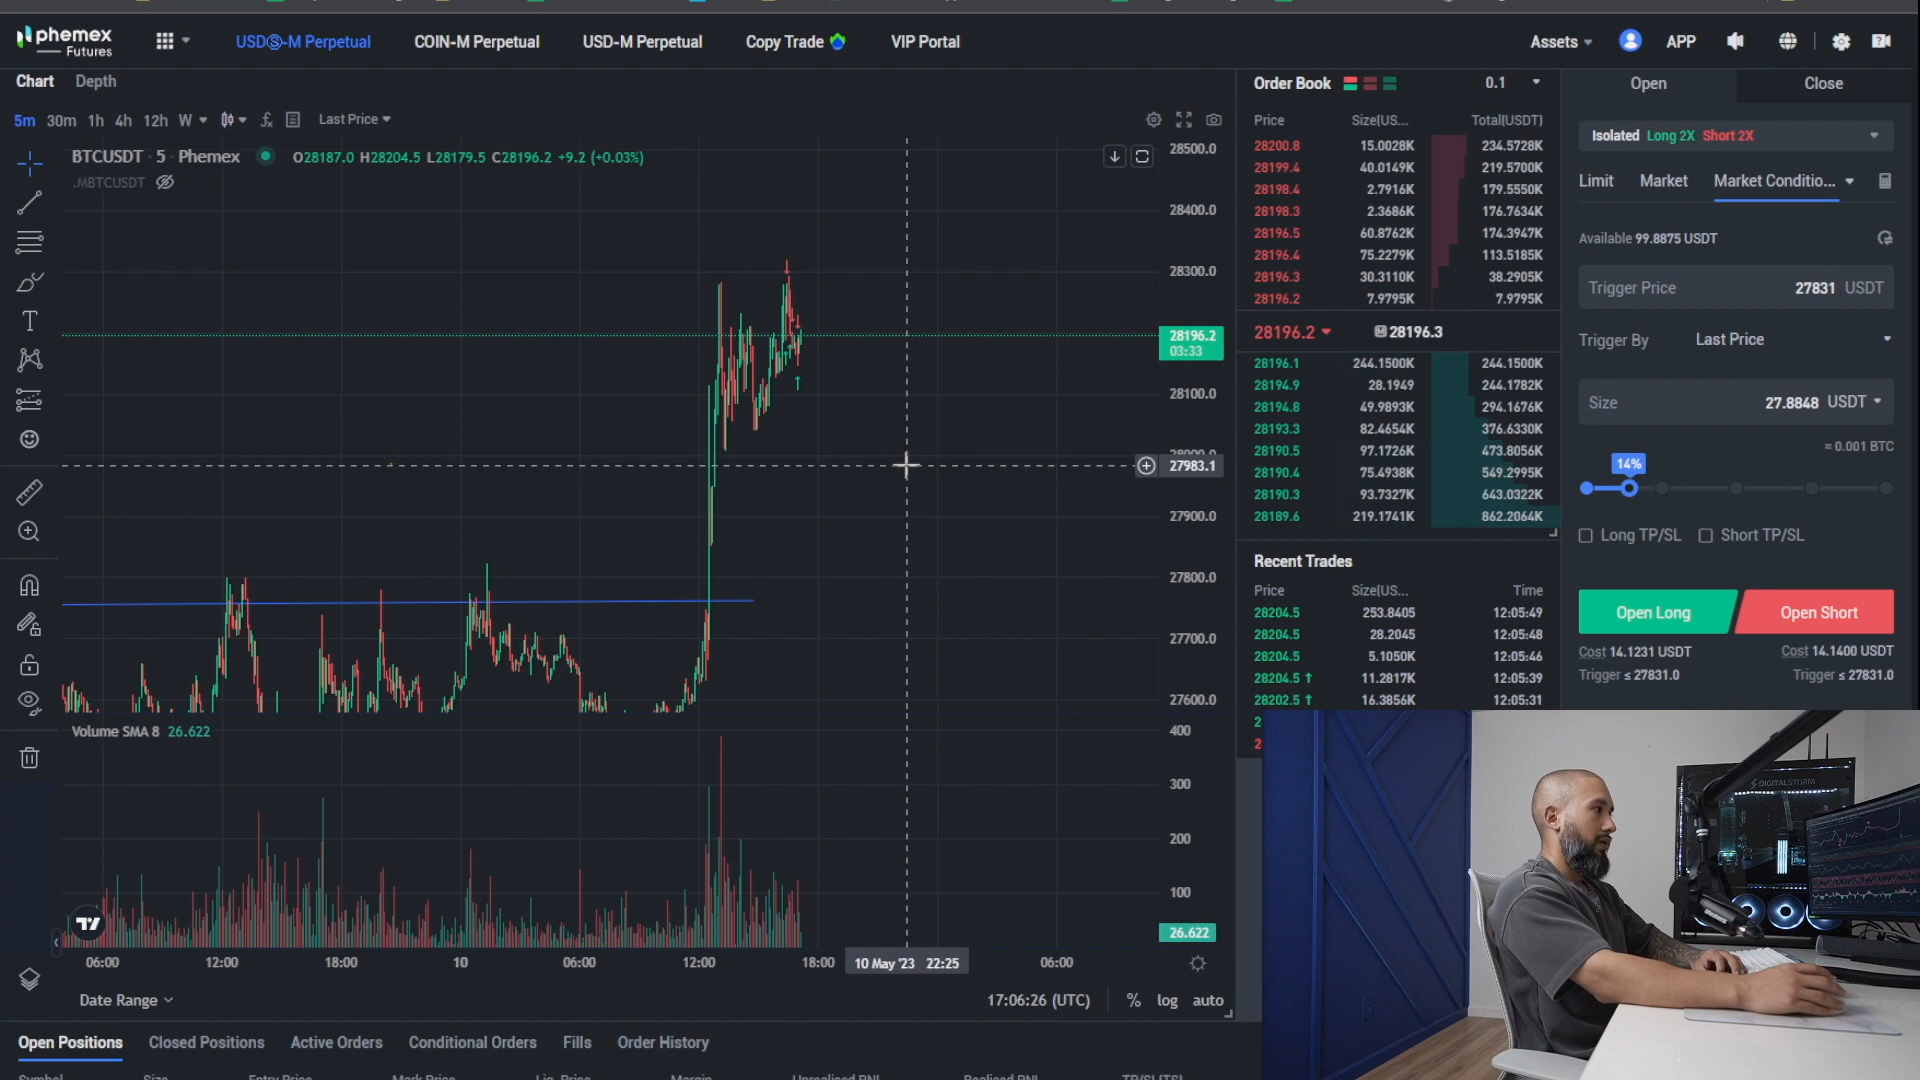 phemex
Futures
USDⓈ-M Perpetual
COIN-M Perpetual
USD-M Perpetual
Copy Trade
VIP Portal
Assets
APP
Chart
Depth
5m 30m 1h 4h 12h W
Last Price
BTCUSDT · 5 · Phemex
O28187.0 H28204.5 L28179.5 C28196.2 +9.2 (+0.03%)
.MBTCUSDT
28500.0
28400.0
28300.0
28196.2
03:33
28100.0
27983.1
27900.0
27800.0
27700.0
27600.0
Volume SMA 8 26.622
400
300
200
100
26.622
06:00 12:00 18:00 10 06:00 12:00 18:00 10 May '23 22:25 06:00
Date Range
17:06:26 (UTC)
% log auto
Open Positions
Closed Positions
Active Orders
Conditional Orders
Fills
Order History
Order Book
0.1
Price Size(US... Total(USDT)
28200.8 15.0028K 234.5728K
28199.4 40.0149K 219.5700K
28198.4 2.7916K 179.5550K
28198.3 2.3686K 176.7634K
28196.5 60.8762K 174.3947K
28196.4 75.2279K 113.5185K
28196.3 30.3110K 38.2905K
28196.2 7.9795K 7.9795K
28196.2 M 28196.3
28196.1 244.1500K 244.1500K
28194.9 28.1949 244.1782K
28194.8 49.9893K 294.1676K
28193.3 82.4654K 376.6330K
28190.5 97.1726K 473.8056K
28190.4 75.4938K 549.2995K
28190.3 93.7327K 643.0322K
28189.6 219.1741K 862.2064K
Recent Trades
Price Size(US... Time
28204.5 253.8405 12:05:49
28204.5 28.2045 12:05:48
28204.5 5.1050K 12:05:46
28204.5 ↑ 11.2817K 12:05:39
28202.5 ↑ 16.3856K 12:05:31
Open
Close
Isolated Long 2X Short 2X
Limit
Market
Market Conditio...
Available 99.8875 USDT
Trigger Price 27831 USDT
Trigger By Last Price
Size 27.8848 USDT
≈ 0.001 BTC
14%
Long TP/SL
Short TP/SL
Open Long
Open Short
Cost 14.1231 USDT
Cost 14.1400 USDT
Trigger ≤ 27831.0
Trigger ≤ 27831.0
DIGITALSTORM